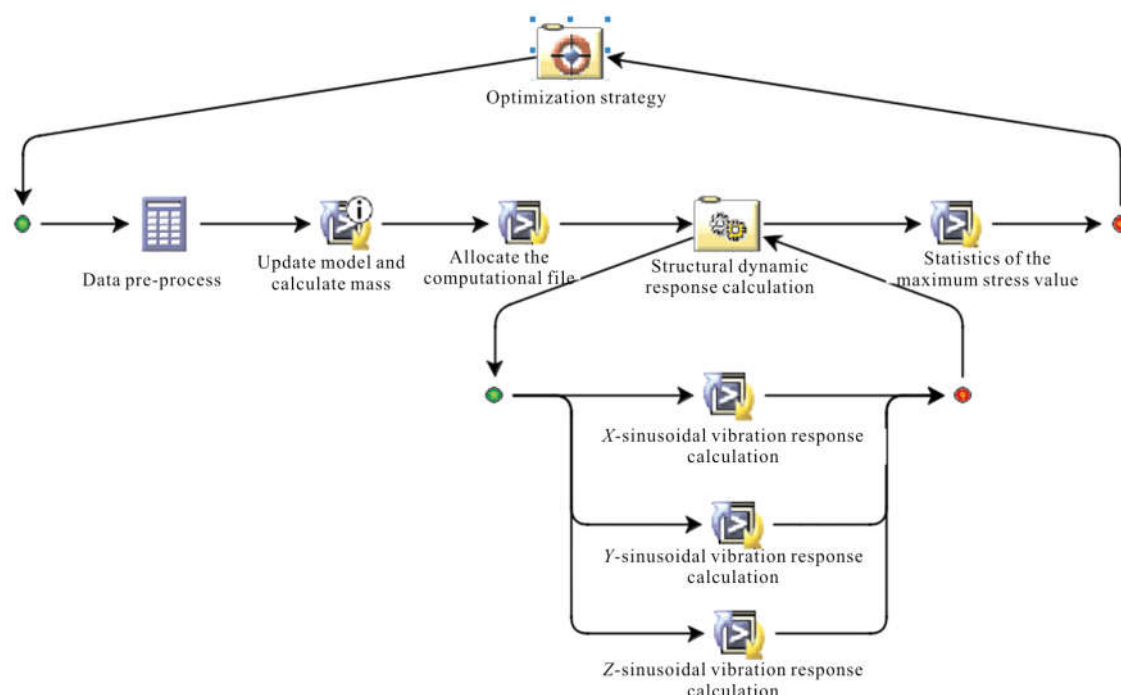 Optimization strategy
Data pre-process
Update model and
calculate mass
Allocate the
computational file
Structural dynamic
response calculation
Statistics of the
maximum stress value
X-sinusoidal vibration response
calculation
Y-sinusoidal vibration response
calculation
Z-sinusoidal vibration response
calculation